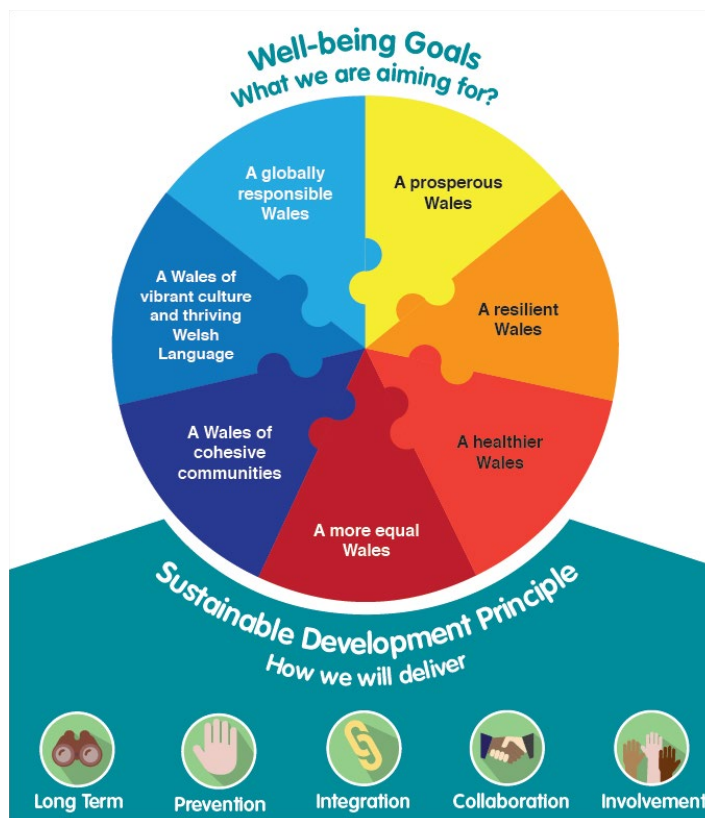 Well-being Goals
What we are aiming for?
A globally
responsible
Wales
A prosperous
Wales
A Wales of
vibrant culture
and thriving
Welsh
Language
A resilient
Wales
A Wales of
cohesive
communities
A healthier
Wales
A more equal
Wales
Sustainable Development Principle
How we will deliver
Long Term
Prevention
Integration
Collaboration
Involvement